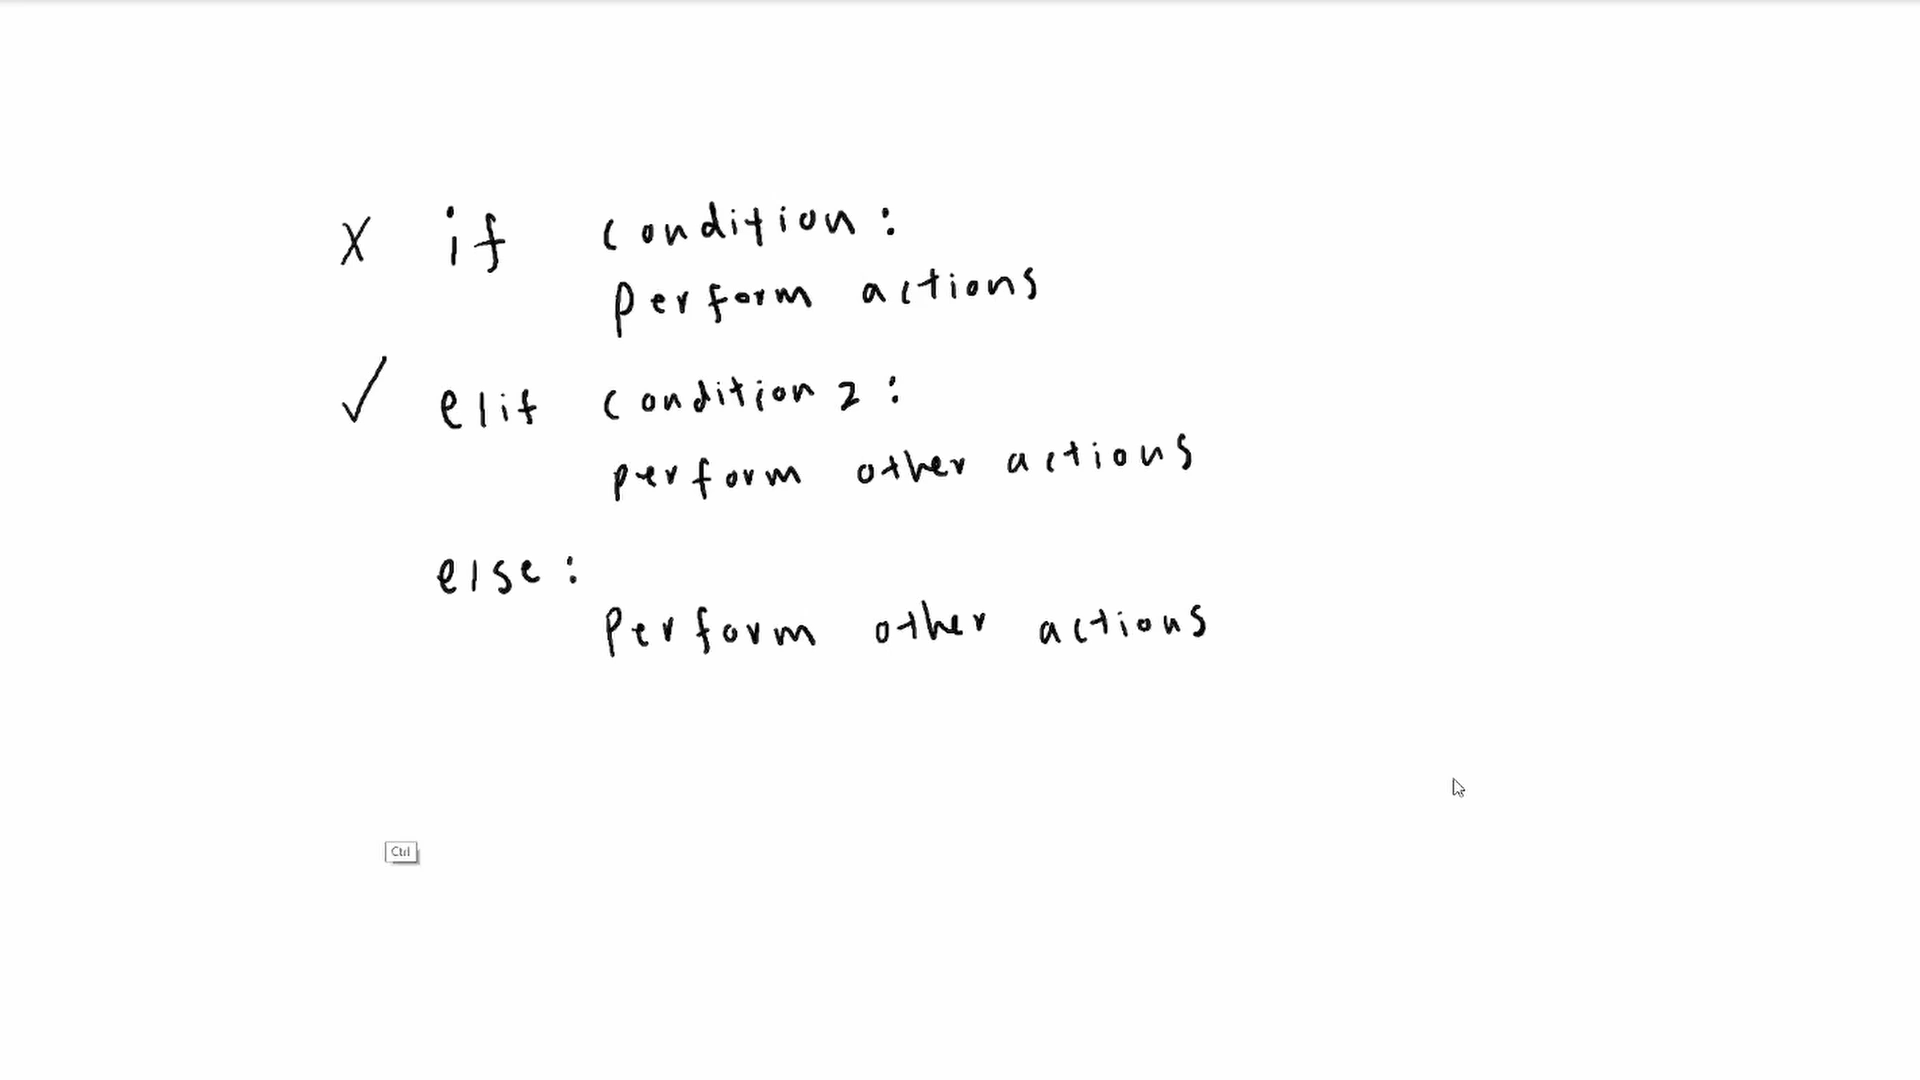 X if condition:
perform actions
✓ elif condition 2:
perform other actions
else:
Perform other actions
Ctrl